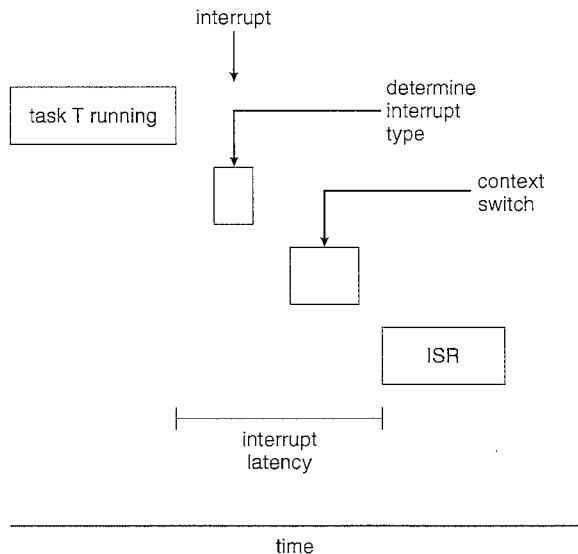 interrupt
task T running
determine
interrupt
type
context
switch
ISR
interrupt
latency
time